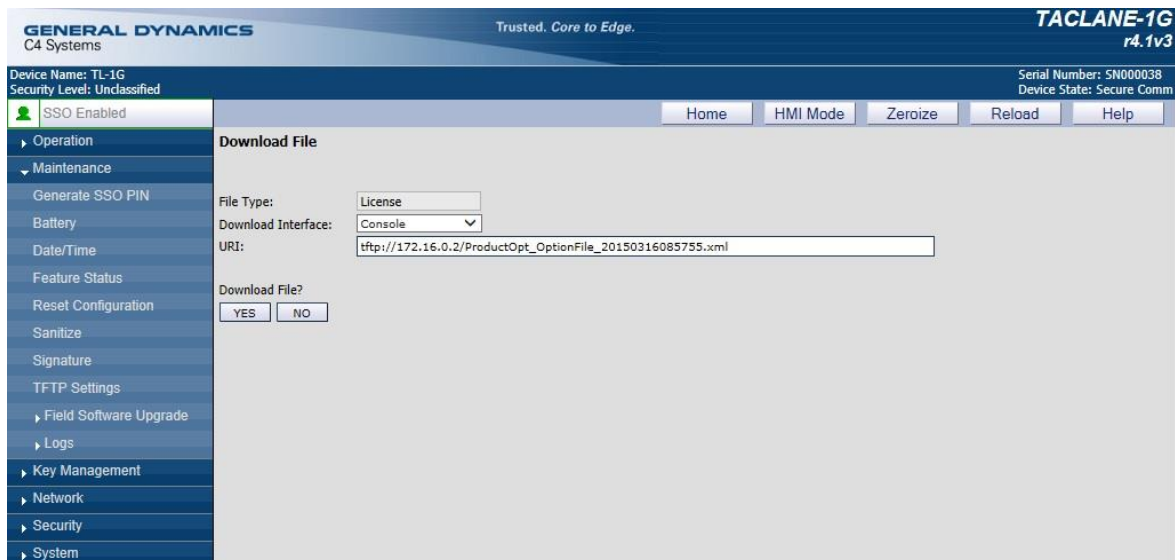 GENERAL DYNAMICS
C4 Systems
Trusted. Core to Edge.
TACLANE-1G
r4.1v3
Device Name: TL-1G
Security Level: Unclassified
Serial Number: SN000038
Device State: Secure Comm
SSO Enabled
Home
HMI Mode
Zeroize
Reload
Help
Operation
Maintenance
Generate SSO PIN
Battery
Date/Time
Feature Status
Reset Configuration
Sanitize
Signature
TFTP Settings
Field Software Upgrade
Logs
Key Management
Network
Security
System
Download File
File Type: License
Download Interface: Console
URI: tftp://172.16.0.2/ProductOpt_OptionFile_20150316085755.xml
Download File?
YES NO